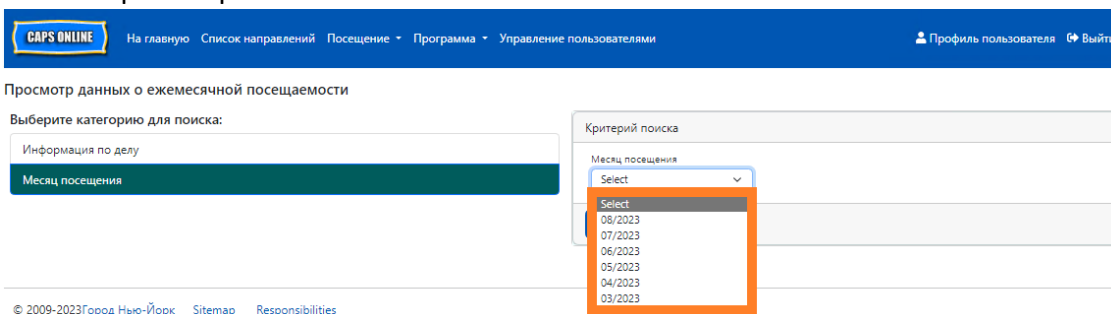 CAPS ONLINE На главную Список направлений Посещение Программа Управление пользователями Профиль пользователя Выйти
Просмотр данных о ежемесячной посещаемости
Выберите категорию для поиска:
Информация по делу
Месяц посещения
Критерий поиска
Месяц посещения
Select
Select
08/2023
07/2023
06/2023
05/2023
04/2023
03/2023
© 2009-2023Город Нью-Йорк Sitemap Responsibilities